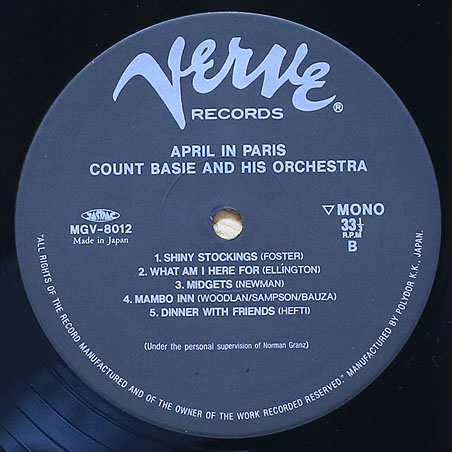 Verve®
RECORDS
APRIL IN PARIS
COUNT BASIE AND HIS ORCHESTRA
JASRAC
MGV-8012
Made in Japan
▽MONO
33⅓
R.P.M
B
1. SHINY STOCKINGS (FOSTER)
2. WHAT AM I HERE FOR (ELLINGTON)
3. MIDGETS (NEWMAN)
4. MAMBO INN (WOODLAN/SAMPSON/BAUZA)
5. DINNER WITH FRIENDS (HEFTI)
(Under the personal supervision of Norman Granz)
"ALL RIGHTS OF THE RECORD MANUFACTURED AND OF THE OWNER OF THE WORK RECORDED RESERVED." MANUFACTURED BY POLYDOR K.K., JAPAN.